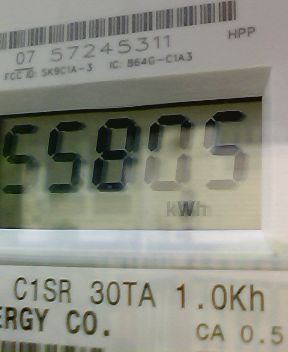 07 57245311
HPP
FCC ID: SK9C1A-3 IC: 864G-C1A3
55805
kWh
C1SR 30TA 1.0Kh
ERGY CO.
CA 0.5